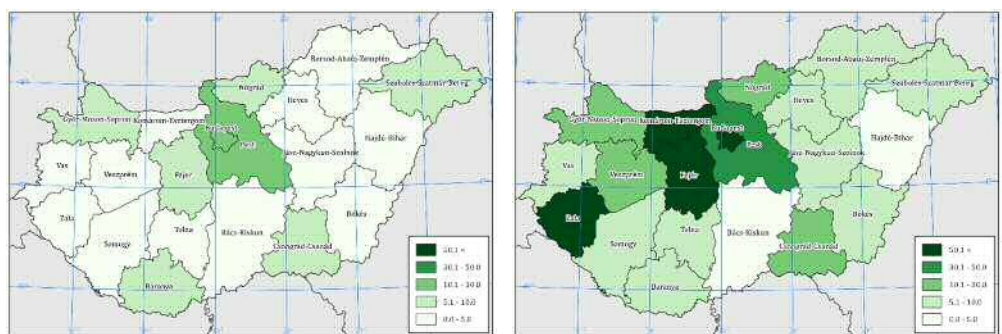 Borsod-Abaúj-Zemplén
Szabolcs-Szatmár-Bereg
Nógrád
Heves
Győr-Moson-Sopron
Komárom-Esztergom
Budapest
Hajdú-Bihar
Pest
Jász-Nagykun-Szolnok
Vas
Veszprém
Fejér
Zala
Tolna
Bács-Kiskun
Békés
Somogy
Csongrád-Csanád
Baranya
50.1 <
30.1 - 50.0
10.1 - 30.0
5.1 - 10.0
0.0 - 5.0
Borsod-Abaúj-Zemplén
Szabolcs-Szatmár-Bereg
Nógrád
Heves
Győr-Moson-Sopron
Komárom-Esztergom
Budapest
Hajdú-Bihar
Pest
Jász-Nagykun-Szolnok
Vas
Veszprém
Fejér
Zala
Tolna
Bács-Kiskun
Békés
Somogy
Csongrád-Csanád
Baranya
50.1 <
30.1 - 50.0
10.1 - 30.0
5.1 - 10.0
0.0 - 5.0